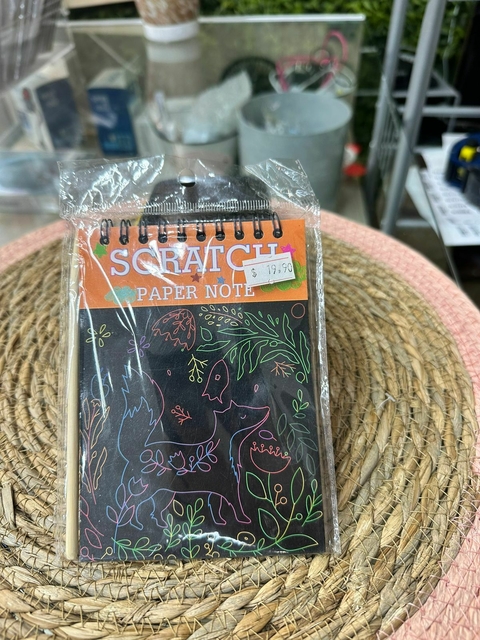 SCRATCH
$ 19.90
PAPER NOTE